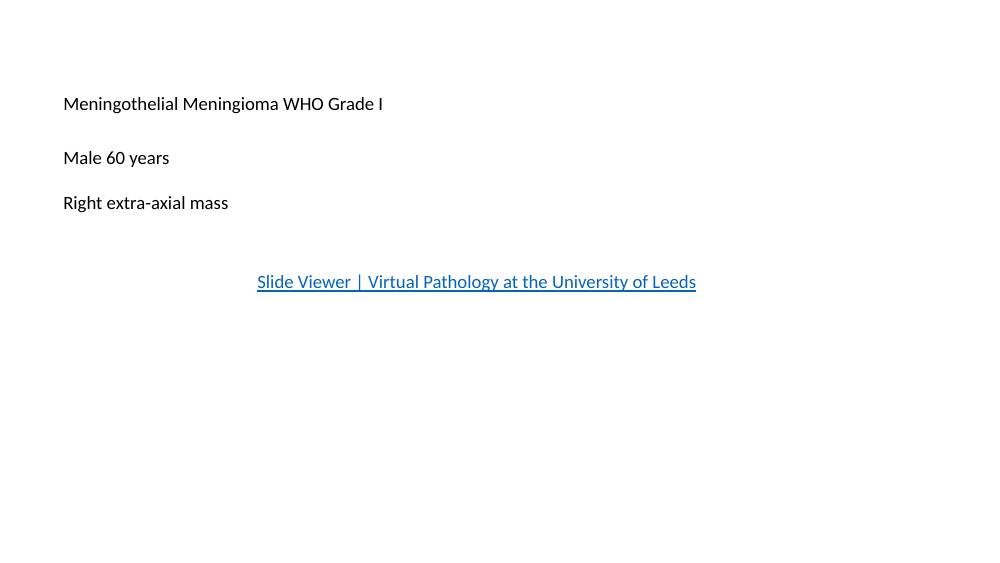 Meningothelial Meningioma WHO Grade I
Male 60 years
Right extra-axial mass
Slide Viewer | Virtual Pathology at the University of Leeds